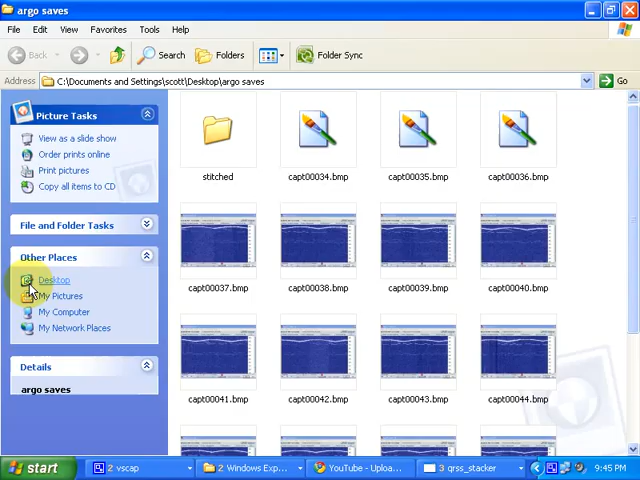 argo saves
File Edit View Favorites Tools Help
Back Search Folders Folder Sync
Address C:\Documents and Settings\scott\Desktop\argo saves Go
Picture Tasks
View as a slide show
Order prints online
Print pictures
Copy all items to CD
File and Folder Tasks
Other Places
Desktop
My Pictures
My Computer
My Network Places
Details
argo saves
stitched capt00034.bmp capt00035.bmp capt00036.bmp
capt00037.bmp capt00038.bmp capt00039.bmp capt00040.bmp
capt00041.bmp capt00042.bmp capt00043.bmp capt00044.bmp
start 2 vscap 2 Windows Exp... YouTube - Uploa... 3 qrss_stacker 9:45 PM